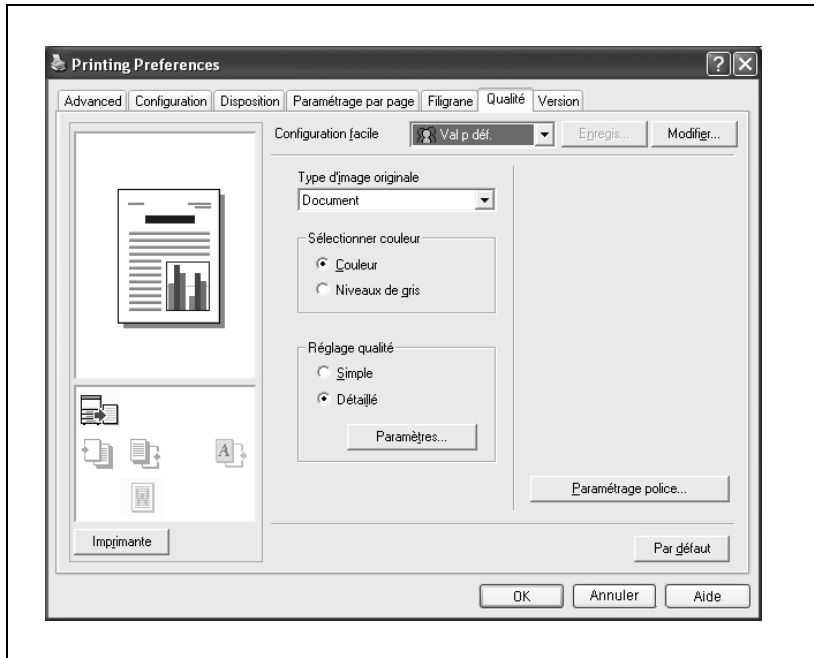 Printing Preferences
Advanced Configuration Disposition Paramétrage par page Filigrane Qualité Version
Configuration facile Val p déf. Enregis... Modifier...
Type d'image originale
Document
Sélectionner couleur
Couleur
Niveaux de gris
Réglage qualité
Simple
Détaillé
Paramètres...
A
Paramétrage police...
Imprimante
Par défaut
OK Annuler Aide